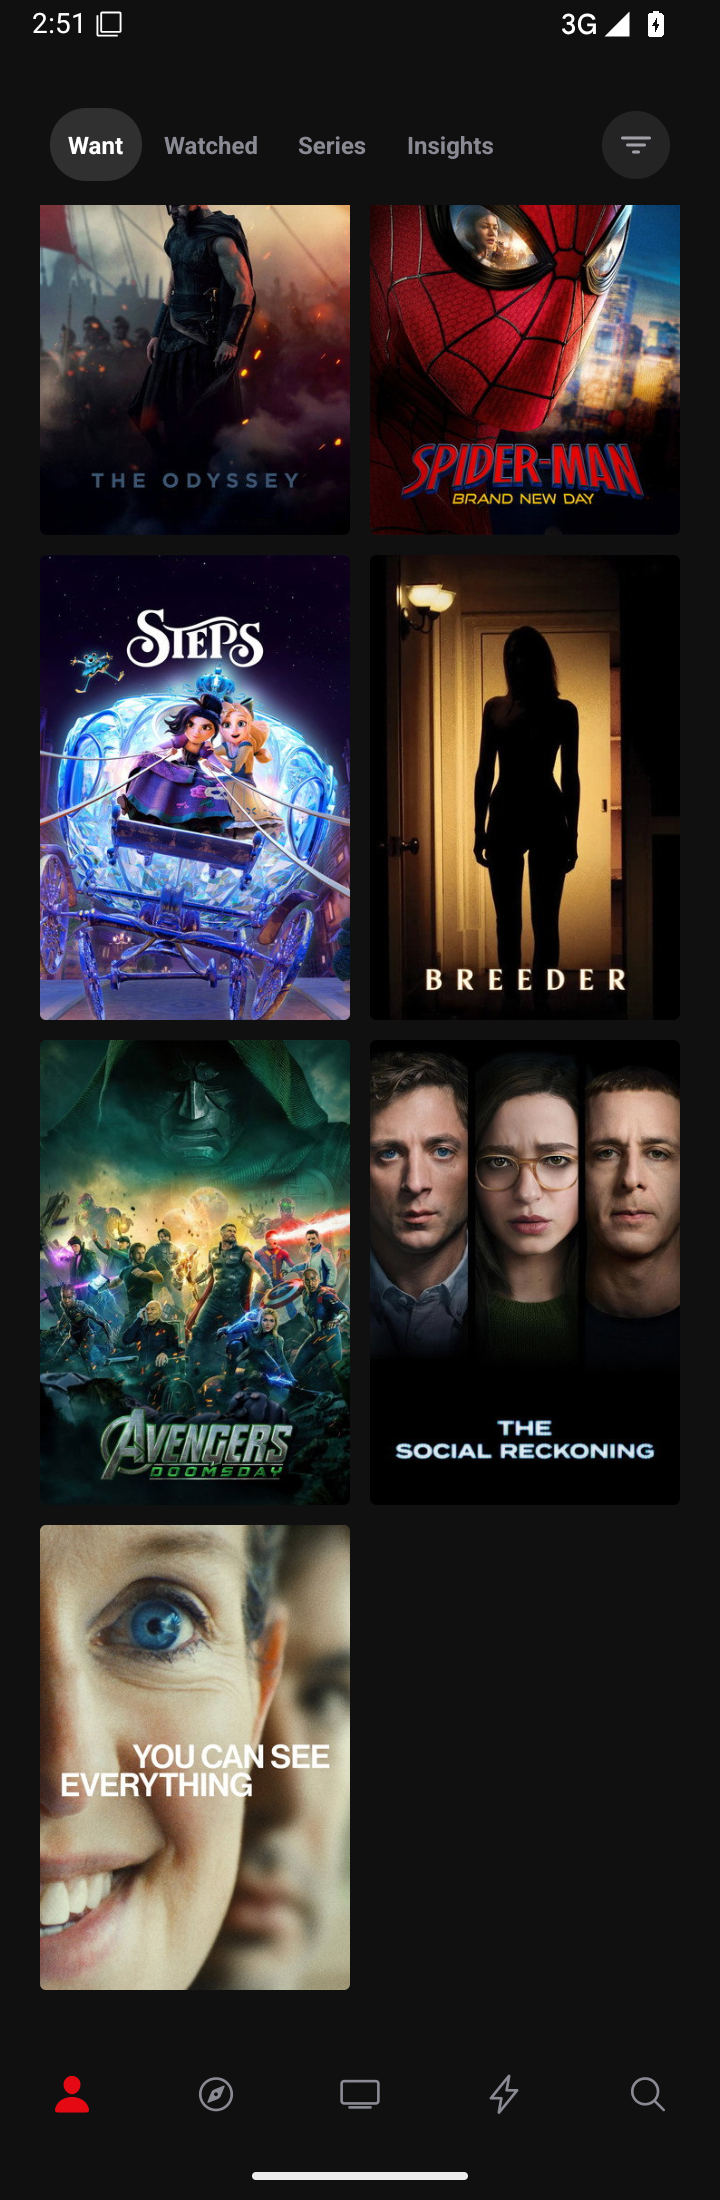 2:51
3G
Want Watched Series Insights
THE ODYSSEY
SPIDER-MAN
BRAND NEW DAY
STEPS
BREEDER
AVENGERS
DOOMSDAY
THE
SOCIAL RECKONING
YOU CAN SEE
EVERYTHING